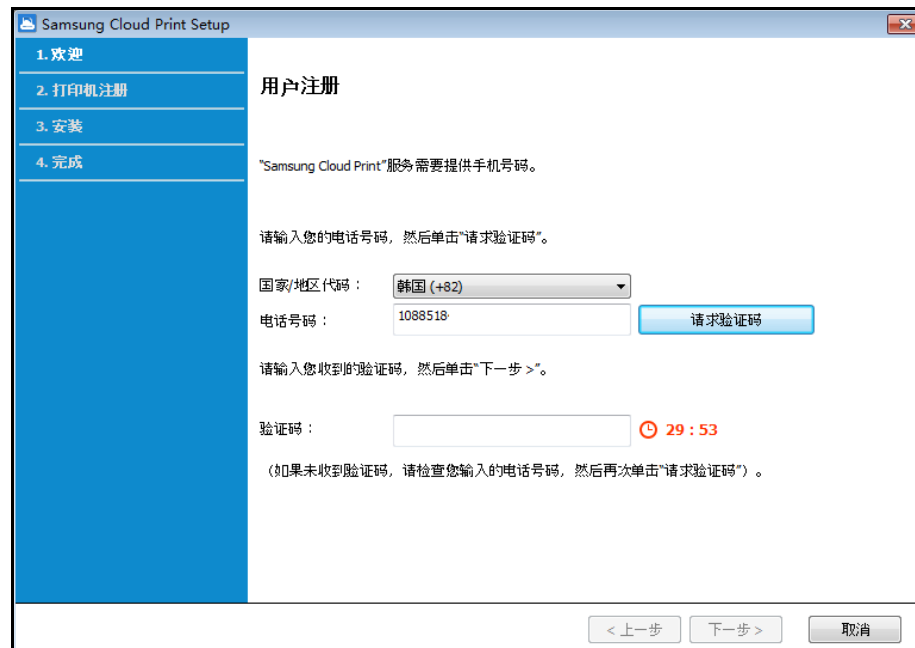 Samsung Cloud Print Setup
1. 欢迎
2. 打印机注册
3. 安装
4. 完成
用户注册
“Samsung Cloud Print”服务需要提供手机号码。
请输入您的电话号码，然后单击“请求验证码”。
国家/地区代码： 韩国 (+82)
电话号码： 1088518 请求验证码
请输入您收到的验证码，然后单击“下一步 >”。
验证码： 29 : 53
（如果未收到验证码，请检查您输入的电话号码，然后再次单击“请求验证码”）。
< 上一步 下一步 > 取消